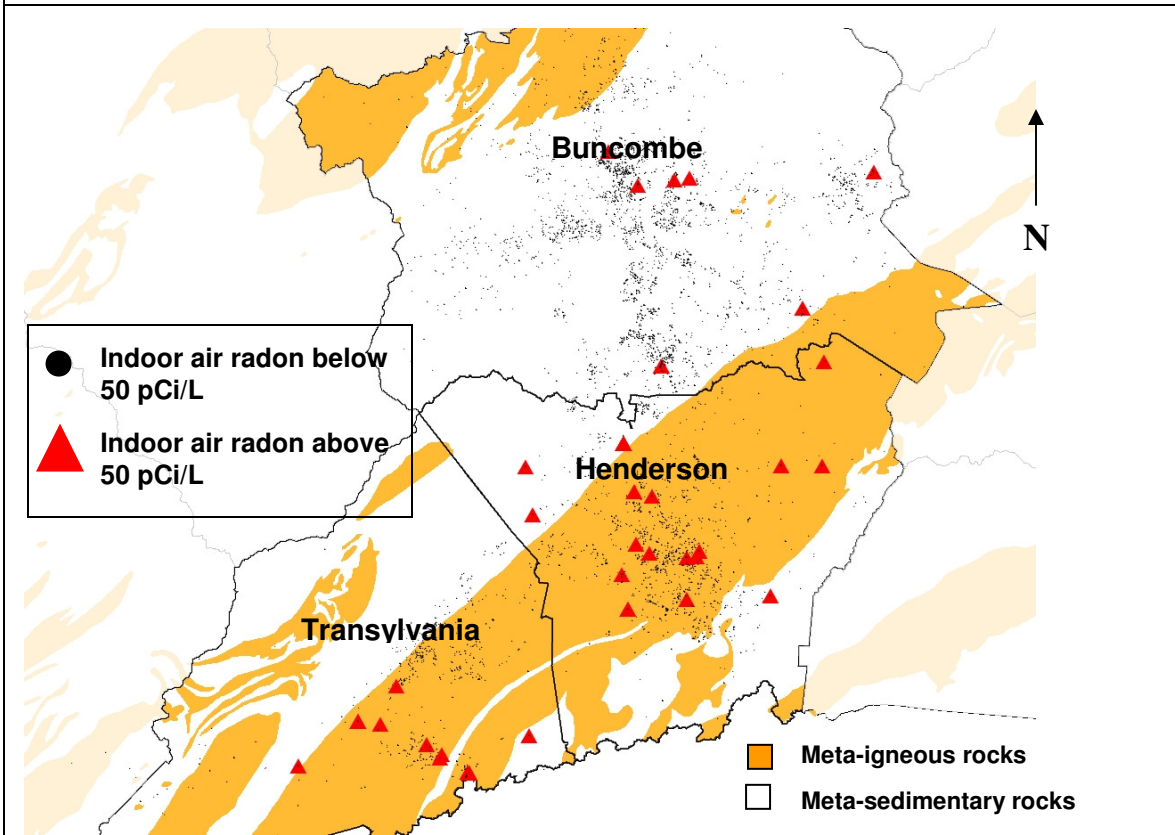 Buncombe
N
Indoor air radon below
50 pCi/L
Indoor air radon above
50 pCi/L
Henderson
Transylvania
Meta-igneous rocks
Meta-sedimentary rocks